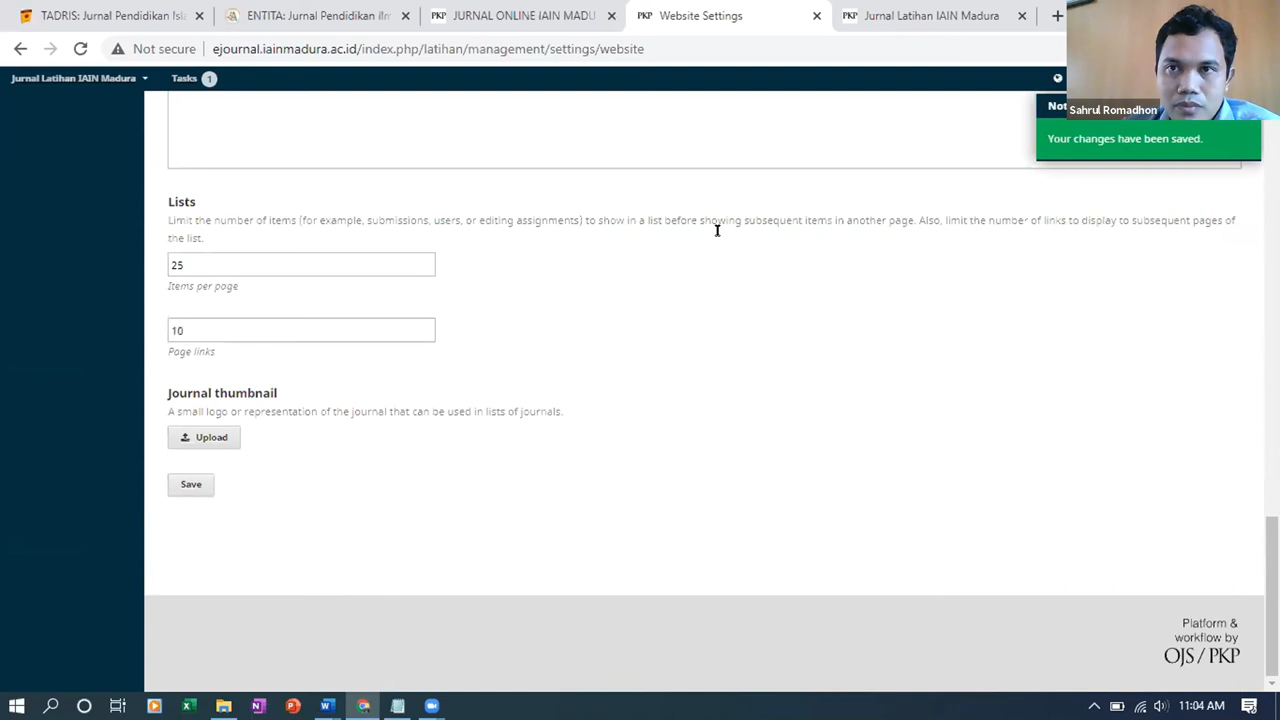 TADRIS: Jurnal Pendidikan Isl
ENTITA: Jurnal Pendidikan Ilm
PKP JURNAL ONLINE IAIN MADU
PKP Website Settings
PKP Jurnal Latihan IAIN Madura
Not secure
ejournal.iainmadura.ac.id/index.php/latihan/management/settings/website
Jurnal Latihan IAIN Madura
Tasks 1
Not
Sahrul Romadhon
Your changes have been saved.
Lists
Limit the number of items (for example, submissions, users, or editing assignments) to show in a list before showing subsequent items in another page. Also, limit the number of links to display to subsequent pages of
the list.
25
Items per page
10
Page links
Journal thumbnail
A small logo or representation of the journal that can be used in lists of journals.
Upload
Save
Platform &
workflow by
OJS / PKP
11:04 AM